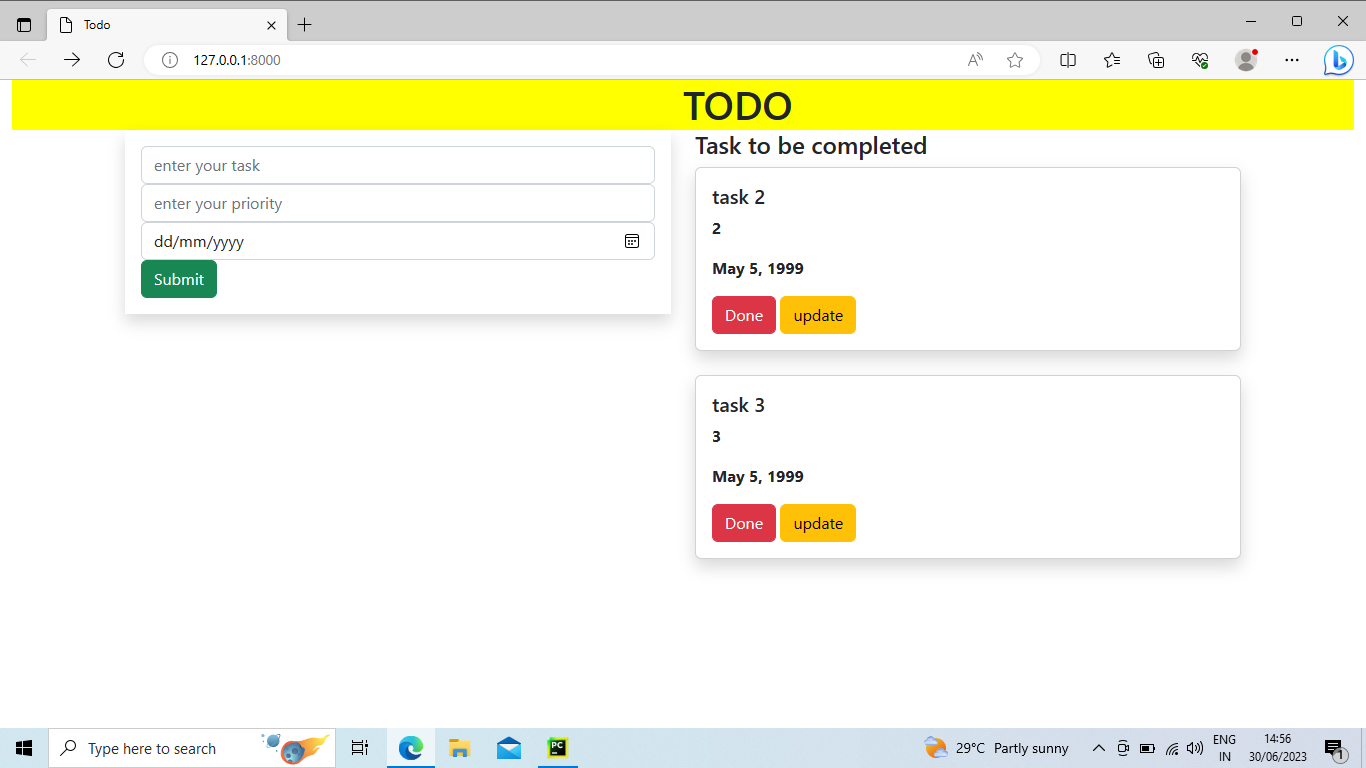 Todo
127.0.0.1:8000
TODO
enter your task
enter your priority
dd/mm/yyyy
Submit
Task to be completed
task 2
2
May 5, 1999
Done update
task 3
3
May 5, 1999
Done update
Type here to search
PC
29°C Partly sunny
ENG
IN
14:56
30/06/2023
1